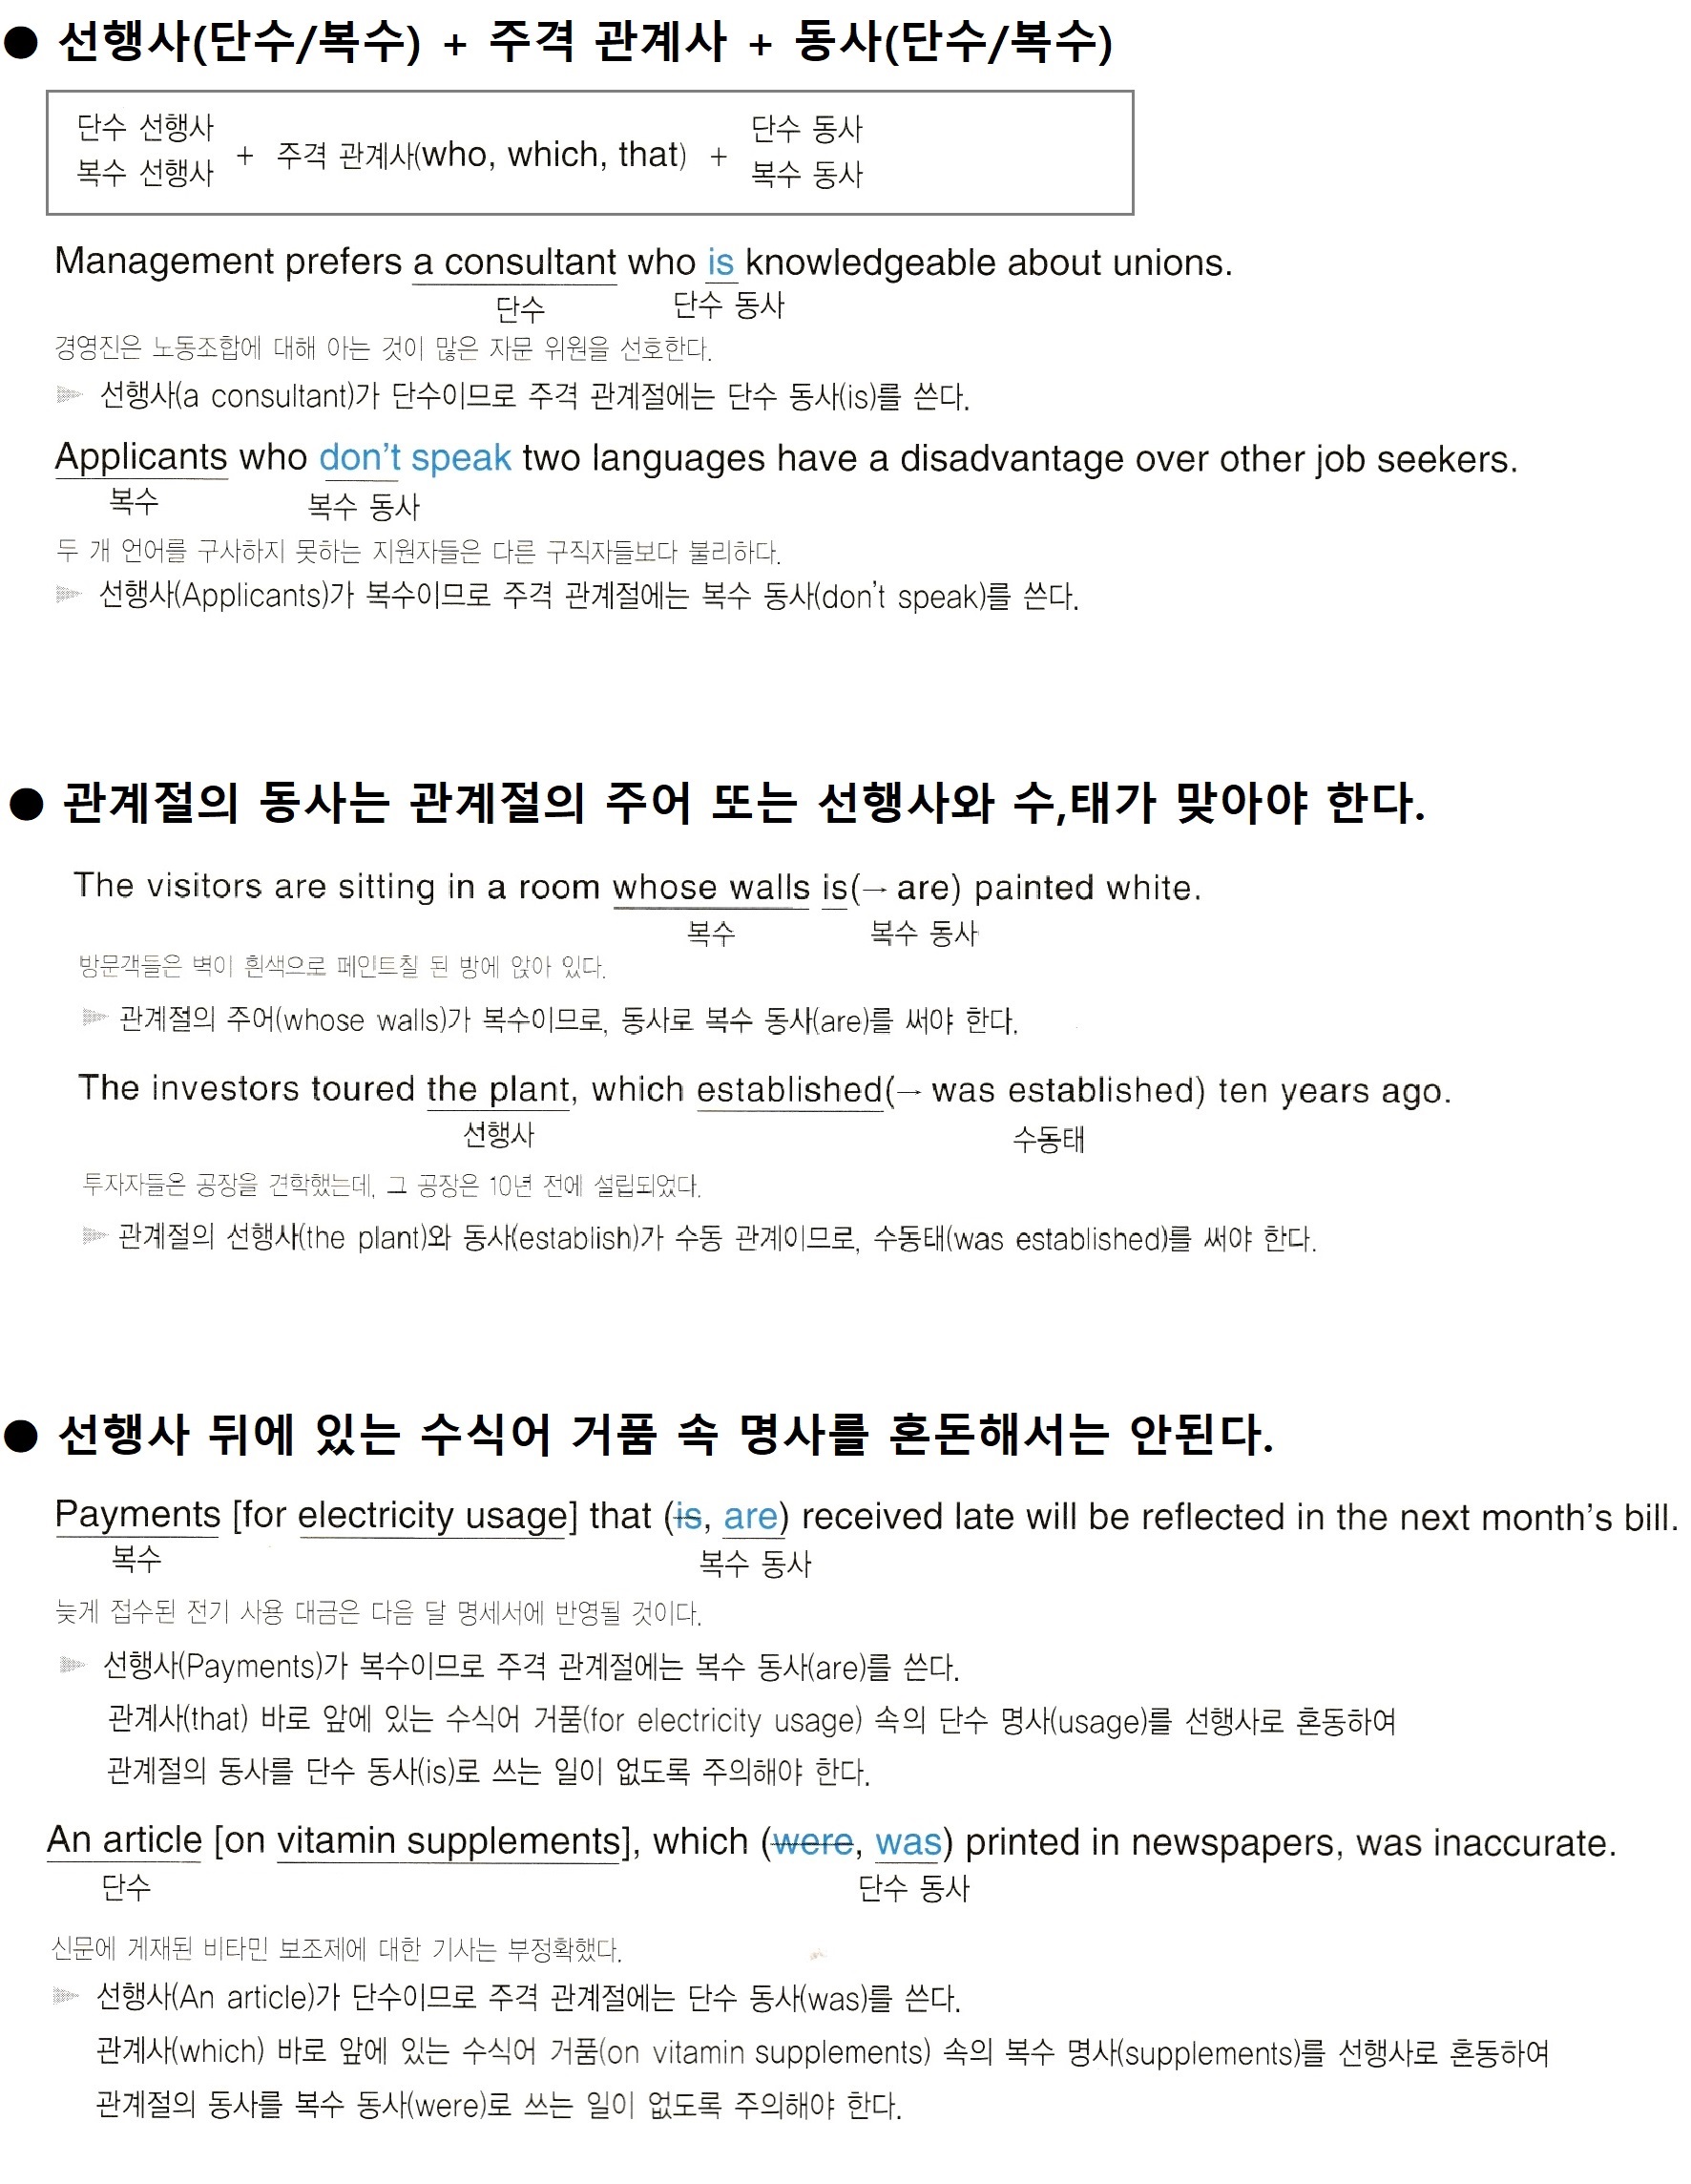 ● 선행사(단수/복수) + 주격 관계사 + 동사(단수/복수)
단수 선행사 단수 동사
+ 주격 관계사(who, which, that) +
복수 선행사 복수 동사
Management prefers a consultant who is knowledgeable about unions.
단수 단수 동사
경영진은 노동조합에 대해 아는 것이 많은 자문 위원을 선호한다.
선행사(a consultant)가 단수이므로 주격 관계절에는 단수 동사(is)를 쓴다.
Applicants who don't speak two languages have a disadvantage over other job seekers.
복수 복수 동사
두 개 언어를 구사하지 못하는 지원자들은 다른 구직자들보다 불리하다.
선행사(Applicants)가 복수이므로 주격 관계절에는 복수 동사(don't speak)를 쓴다.
● 관계절의 동사는 관계절의 주어 또는 선행사와 수,태가 맞아야 한다.
The visitors are sitting in a room whose walls is(→ are) painted white.
복수 복수 동사
방문객들은 벽이 흰색으로 페인트칠 된 방에 앉아 있다.
관계절의 주어(whose walls)가 복수이므로, 동사로 복수 동사(are)를 써야 한다.
The investors toured the plant, which established(→ was established) ten years ago.
선행사 수동태
투자자들은 공장을 견학했는데, 그 공장은 10년 전에 설립되었다.
관계절의 선행사(the plant)와 동사(establish)가 수동 관계이므로, 수동태(was established)를 써야 한다.
● 선행사 뒤에 있는 수식어 거품 속 명사를 혼돈해서는 안된다.
Payments [for electricity usage] that (is, are) received late will be reflected in the next month's bill.
복수 복수 동사
늦게 접수된 전기 사용 대금은 다음 달 명세서에 반영될 것이다.
선행사(Payments)가 복수이므로 주격 관계절에는 복수 동사(are)를 쓴다.
관계사(that) 바로 앞에 있는 수식어 거품(for electricity usage) 속의 단수 명사(usage)를 선행사로 혼동하여
관계절의 동사를 단수 동사(is)로 쓰는 일이 없도록 주의해야 한다.
An article [on vitamin supplements], which (were, was) printed in newspapers, was inaccurate.
단수 단수 동사
신문에 게재된 비타민 보조제에 대한 기사는 부정확했다.
선행사(An article)가 단수이므로 주격 관계절에는 단수 동사(was)를 쓴다.
관계사(which) 바로 앞에 있는 수식어 거품(on vitamin supplements) 속의 복수 명사(supplements)를 선행사로 혼동하여
관계절의 동사를 복수 동사(were)로 쓰는 일이 없도록 주의해야 한다.